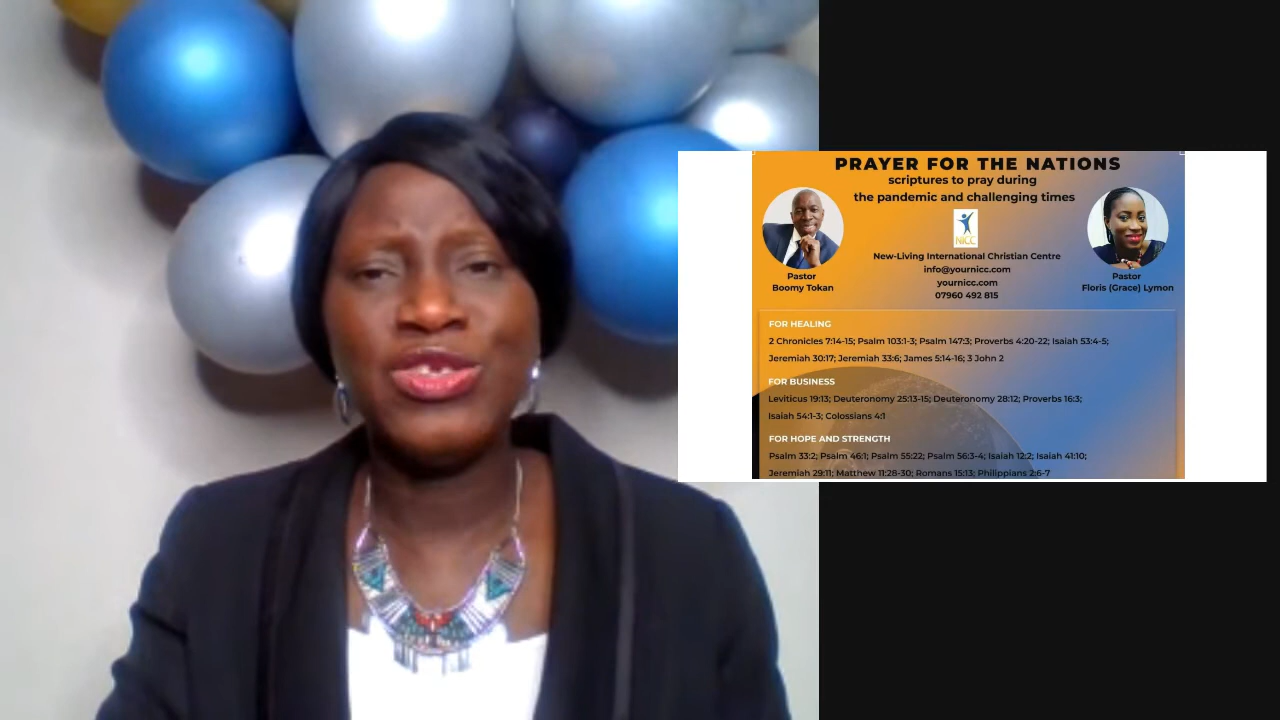 PRAYER FOR THE NATIONS
scriptures to pray during
the pandemic and challenging times
NICC
New-Living International Christian Centre
info@yournicc.com
yournicc.com
07960 492 815
Pastor
Boomy Tokan
Pastor
Floris (Grace) Lymon
FOR HEALING
2 Chronicles 7:14-15; Psalm 103:1-3; Psalm 147:3; Proverbs 4:20-22; Isaiah 53:4-5;
Jeremiah 30:17; Jeremiah 33:6; James 5:14-16; 3 John 2
FOR BUSINESS
Leviticus 19:13; Deuteronomy 25:13-15; Deuteronomy 28:12; Proverbs 16:3;
Isaiah 54:1-3; Colossians 4:1
FOR HOPE AND STRENGTH
Psalm 33:2; Psalm 46:1; Psalm 55:22; Psalm 56:3-4; Isaiah 12:2; Isaiah 41:10;
Jeremiah 29:11; Matthew 11:28-30; Romans 15:13; Philippians 2:6-7